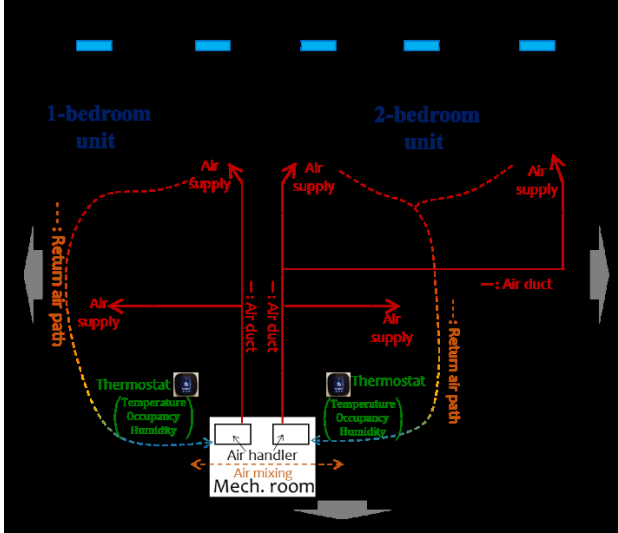 1-bedroom
unit
2-bedroom
unit
Air
supply
Air
supply
Air
supply
---: Return air path
—: Air duct
—: Air duct
—: Air duct
Air
supply
Air
supply
---: Return air path
Thermostat
(Temperature
Occupancy
Humidity)
Thermostat
(Temperature
Occupancy
Humidity)
Air handler
Air mixing
Mech. room